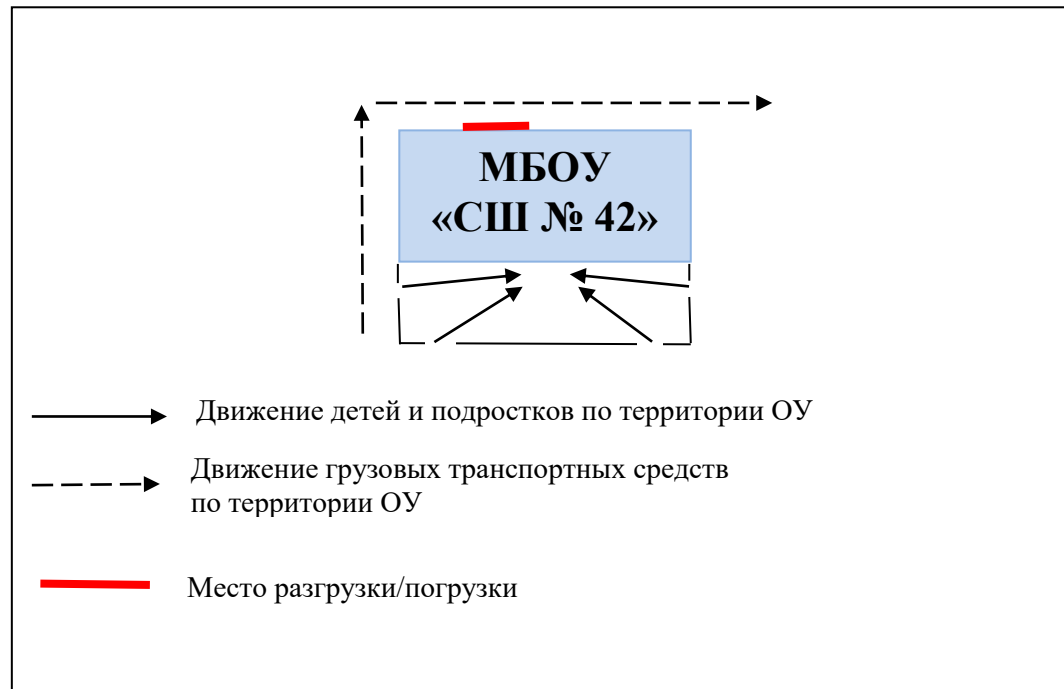 МБОУ
«СШ № 42»
Движение детей и подростков по территории ОУ
Движение грузовых транспортных средств
по территории ОУ
Место разгрузки/погрузки